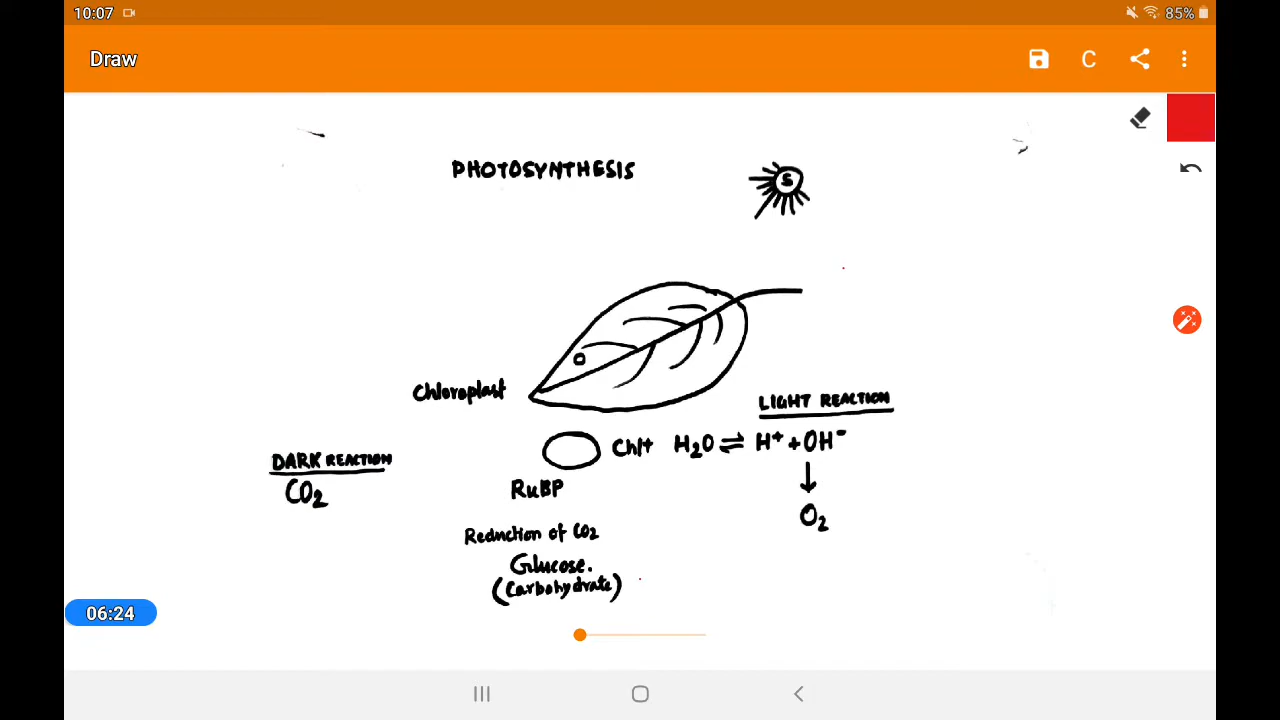 10:07
85%
Draw
C
PHOTOSYNTHESIS
S
Chloroplast
LIGHT REACTION
Chl+ H2O ⇌ H+ + OH-
DARK REACTION
CO2
RuBP
O2
Reduction of CO2
Glucose.
(Carbohydrate)
06:24